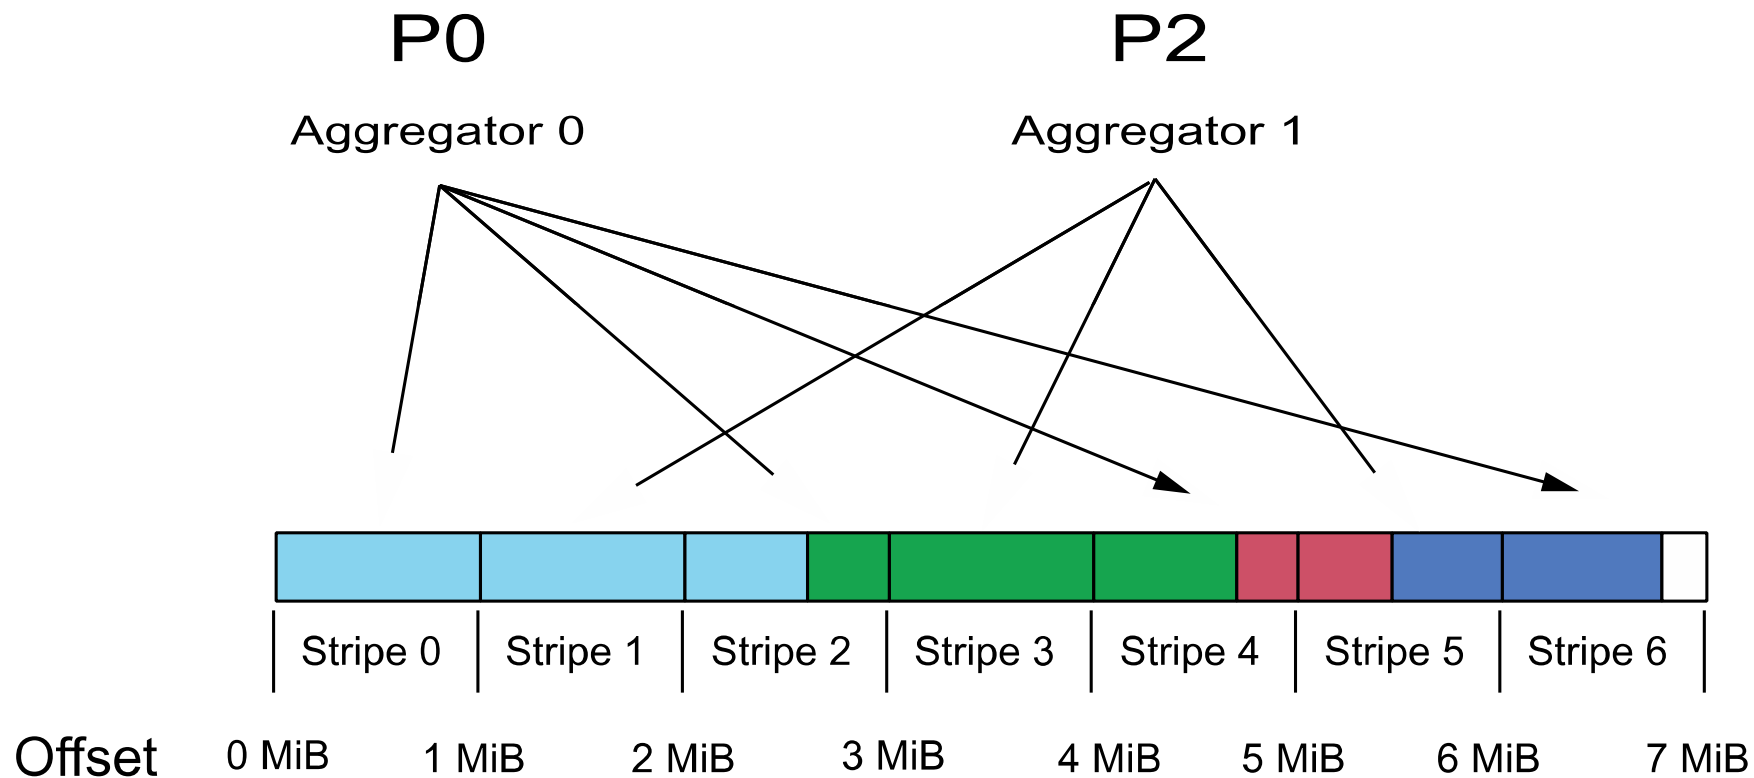 P0 P2
Aggregator 0 Aggregator 1
Stripe 0 Stripe 1 Stripe 2 Stripe 3 Stripe 4 Stripe 5 Stripe 6
Offset 0 MiB 1 MiB 2 MiB 3 MiB 4 MiB 5 MiB 6 MiB 7 MiB